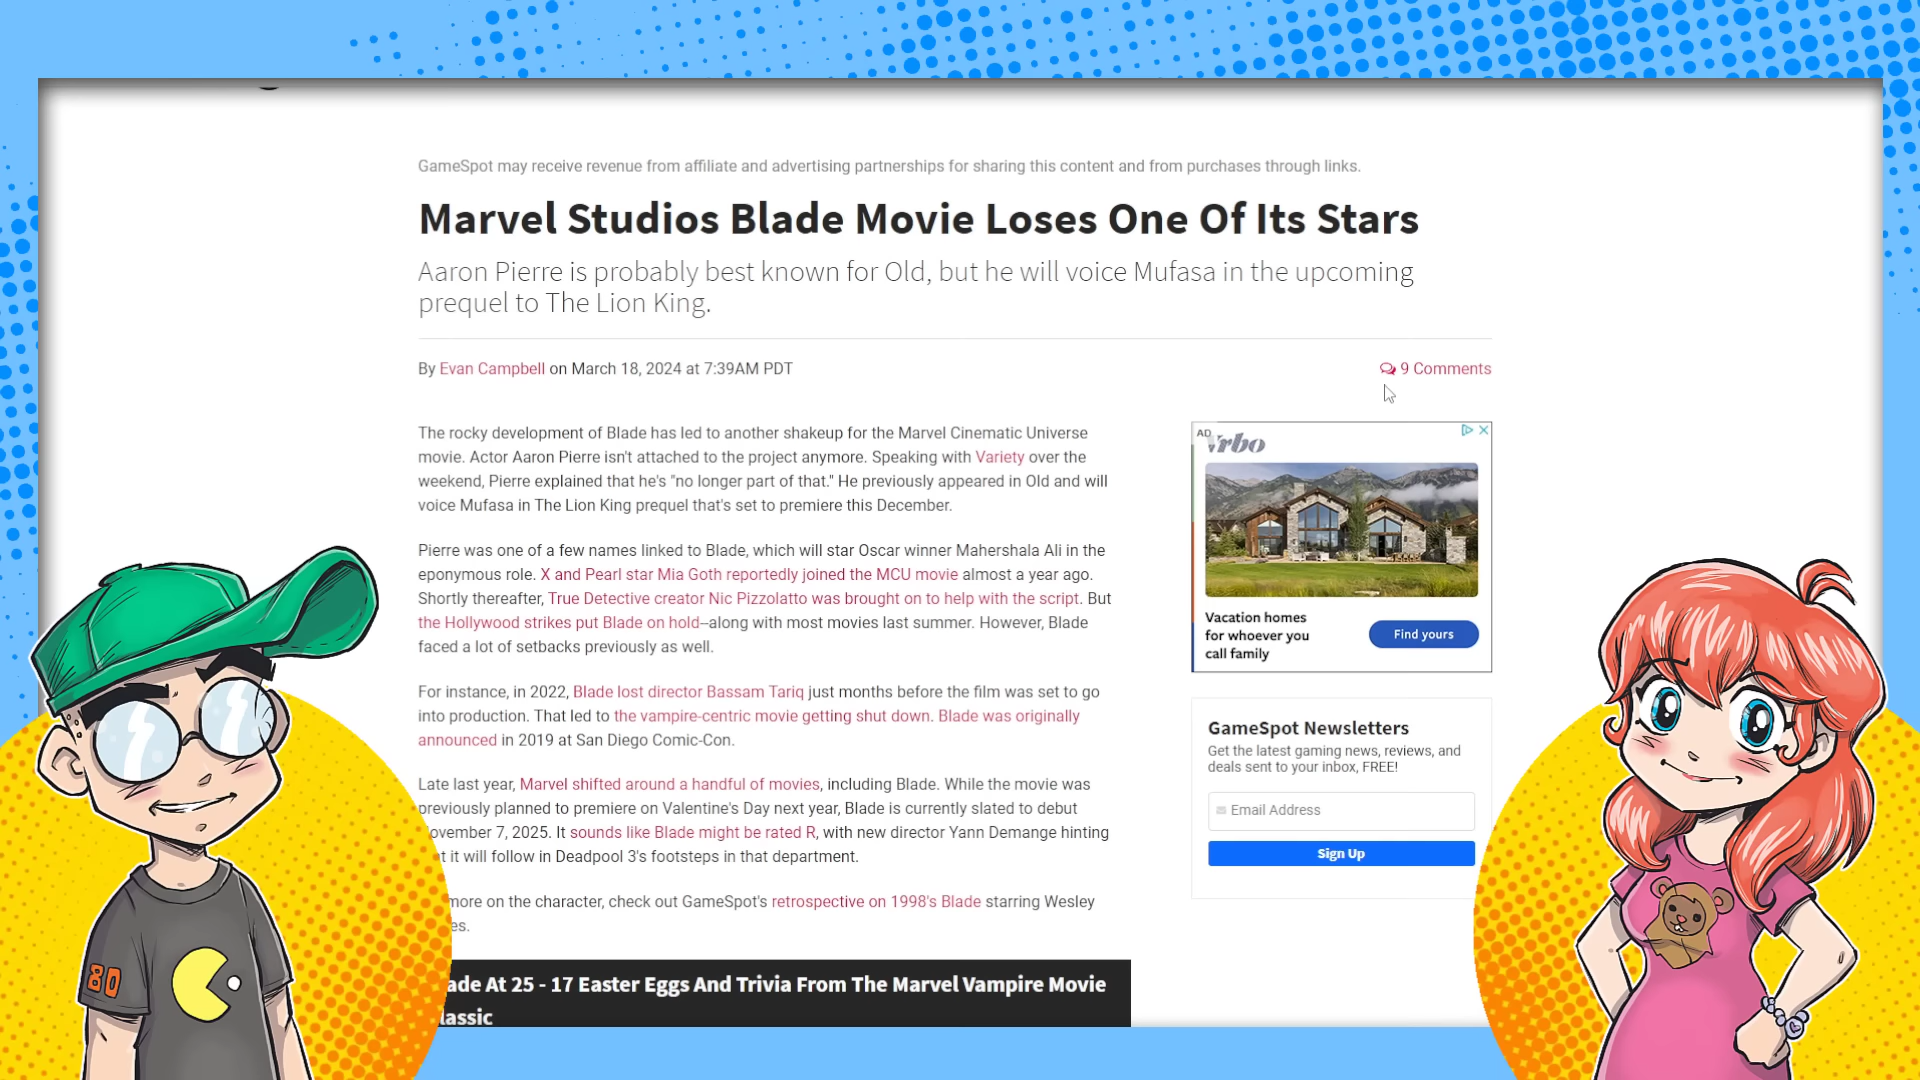 GameSpot may receive revenue from affiliate and advertising partnerships for sharing this content and from purchases through links.
Marvel Studios Blade Movie Loses One Of Its Stars
Aaron Pierre is probably best known for Old, but he will voice Mufasa in the upcoming
prequel to The Lion King.
By Evan Campbell on March 18, 2024 at 7:39AM PDT
9 Comments
The rocky development of Blade has led to another shakeup for the Marvel Cinematic Universe
movie. Actor Aaron Pierre isn't attached to the project anymore. Speaking with Variety over the
weekend, Pierre explained that he's "no longer part of that." He previously appeared in Old and will
voice Mufasa in The Lion King prequel that's set to premiere this December.
Pierre was one of a few names linked to Blade, which will star Oscar winner Mahershala Ali in the
eponymous role. X and Pearl star Mia Goth reportedly joined the MCU movie almost a year ago.
Shortly thereafter, True Detective creator Nic Pizzolatto was brought on to help with the script. But
the Hollywood strikes put Blade on hold–along with most movies last summer. However, Blade
faced a lot of setbacks previously as well.
For instance, in 2022, Blade lost director Bassam Tariq just months before the film was set to go
into production. That led to the vampire-centric movie getting shut down. Blade was originally
announced in 2019 at San Diego Comic-Con.
Late last year, Marvel shifted around a handful of movies, including Blade. While the movie was
previously planned to premiere on Valentine's Day next year, Blade is currently slated to debut
ovember 7, 2025. It sounds like Blade might be rated R, with new director Yann Demange hinting
t it will follow in Deadpool 3's footsteps in that department.
more on the character, check out GameSpot's retrospective on 1998's Blade starring Wesley
es.
ade At 25 - 17 Easter Eggs And Trivia From The Marvel Vampire Movie
lassic
AD
Vrbo
Vacation homes
for whoever you
call family
Find yours
GameSpot Newsletters
Get the latest gaming news, reviews, and
deals sent to your inbox, FREE!
Email Address
Sign Up
80